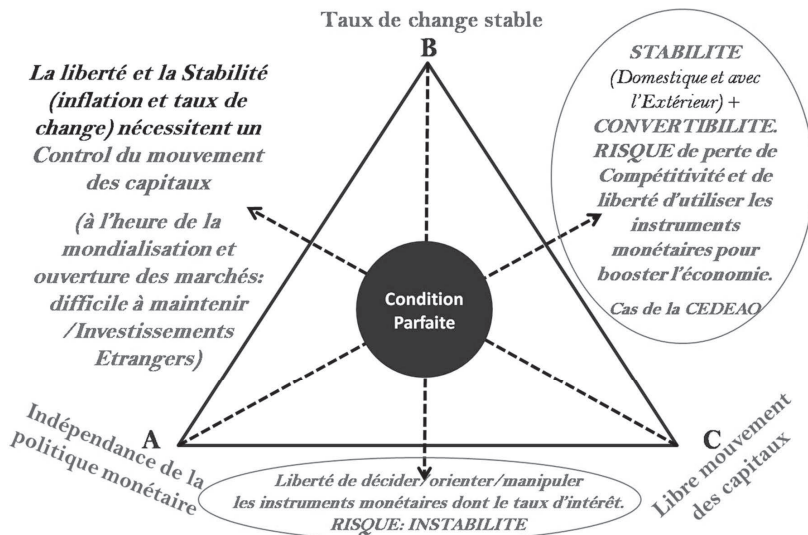 Taux de change stable
B
La liberté et la Stabilité
(inflation et taux de
change) nécessitent un
Control du mouvement
des capitaux
(à l'heure de la
mondialisation et
ouverture des marchés:
difficile à maintenir
/Investissements
Etrangers)
STABILITE
(Domestique et avec
l'Extérieur) +
CONVERTIBILITE.
RISQUE de perte de
Compétitivité et de
liberté d'utiliser les
instruments
monétaires pour
booster l'économie.
Cas de la CEDEAO
Condition
Parfaite
A
C
Indépendance de la
politique monétaire
Liberté de décider/orienter/manipuler
les instruments monétaires dont le taux d'intérêt.
RISQUE: INSTABILITE
Libre mouvement
des capitaux